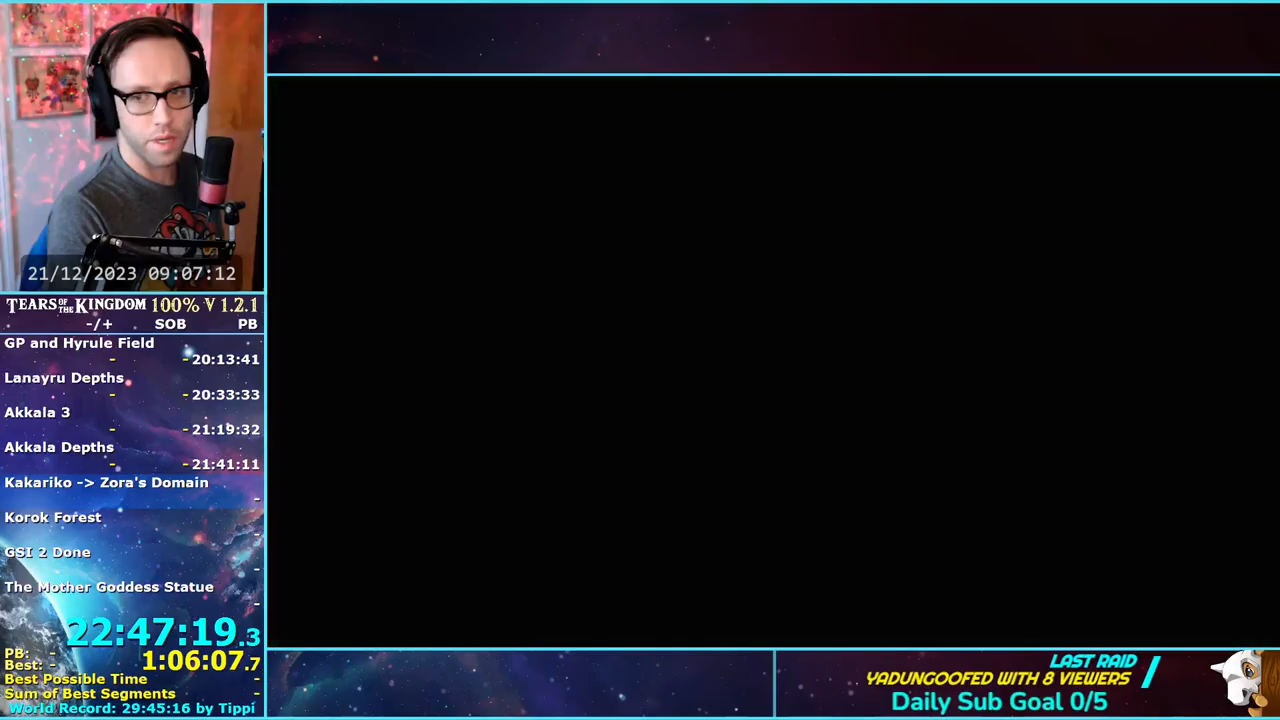 21/12/2023 09:07:12
TEARS OF THE KINGDOM 100% V 1.2.1
-/+ SOB PB
GP and Hyrule Field
- - 20:13:41
Lanayru Depths
- - 20:33:33
Akkala 3
- - 21:19:32
Akkala Depths
- - 21:41:11
Kakariko -> Zora's Domain
-
Korok Forest
-
GSI 2 Done
-
The Mother Goddess Statue
-
22:47:19.3
PB: -
Best: - 1:06:07.7
Best Possible Time -
Sum of Best Segments -
World Record: 29:45:16 by Tippi
LAST RAID
YADUNGOOFED WITH 8 VIEWERS
Daily Sub Goal 0/5